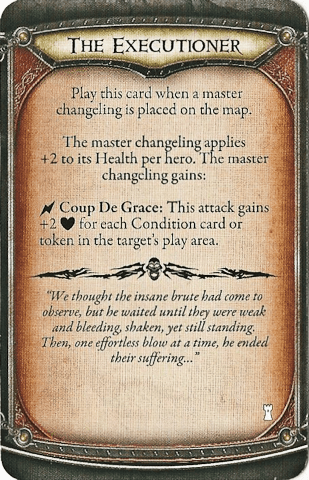 THE EXECUTIONER
Play this card when a master
changeling is placed on the map.
The master changeling applies
+2 to its Health per hero. The master
changeling gains:
Coup De Grace: This attack gains
+2 ♥ for each Condition card or
token in the target's play area.
"We thought the insane brute had come to
observe, but he waited until they were weak
and bleeding, shaken, yet still standing.
Then, one effortless blow at a time, he ended
their suffering..."